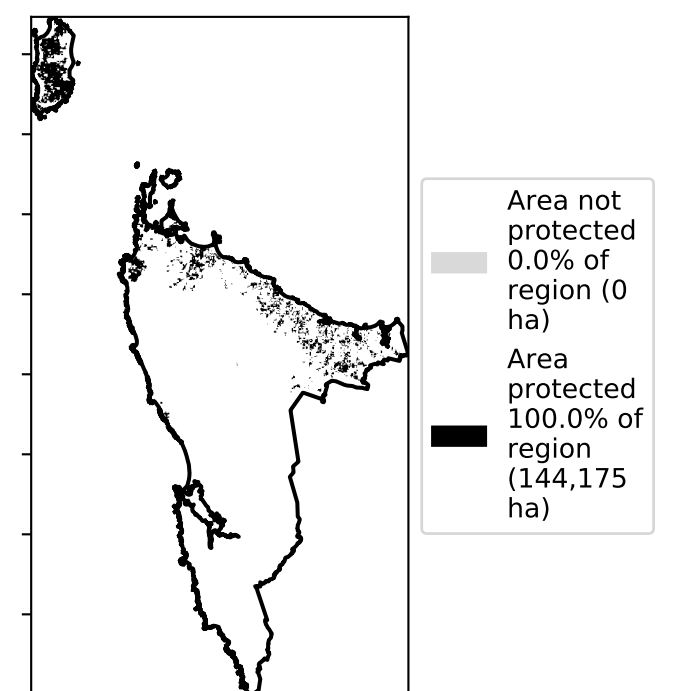 Area not
protected
0.0% of
region (0
ha)
Area
protected
100.0% of
region
(144,175
ha)